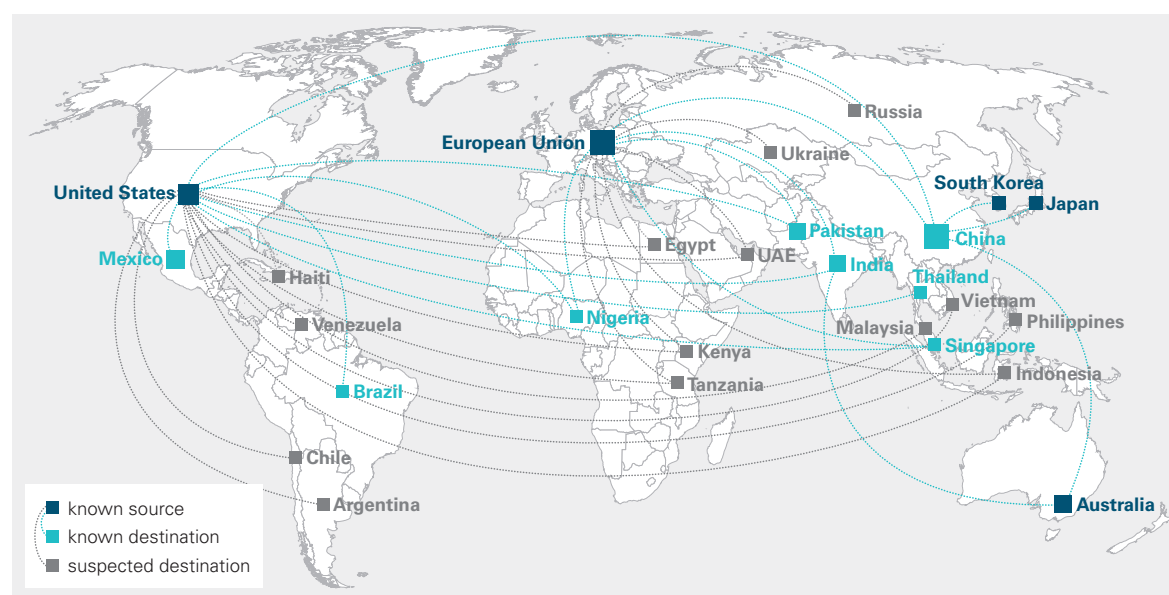 Russia
European Union
Ukraine
South Korea
United States
Japan
Pakistan
China
Egypt
UAE
Mexico
India
Haiti
Thailand
Vietnam
Nigeria
Venezuela
Malaysia
Philippines
Singapore
Kenya
Indonesia
Tanzania
Brazil
Chile
Argentina
Australia
known source
known destination
suspected destination